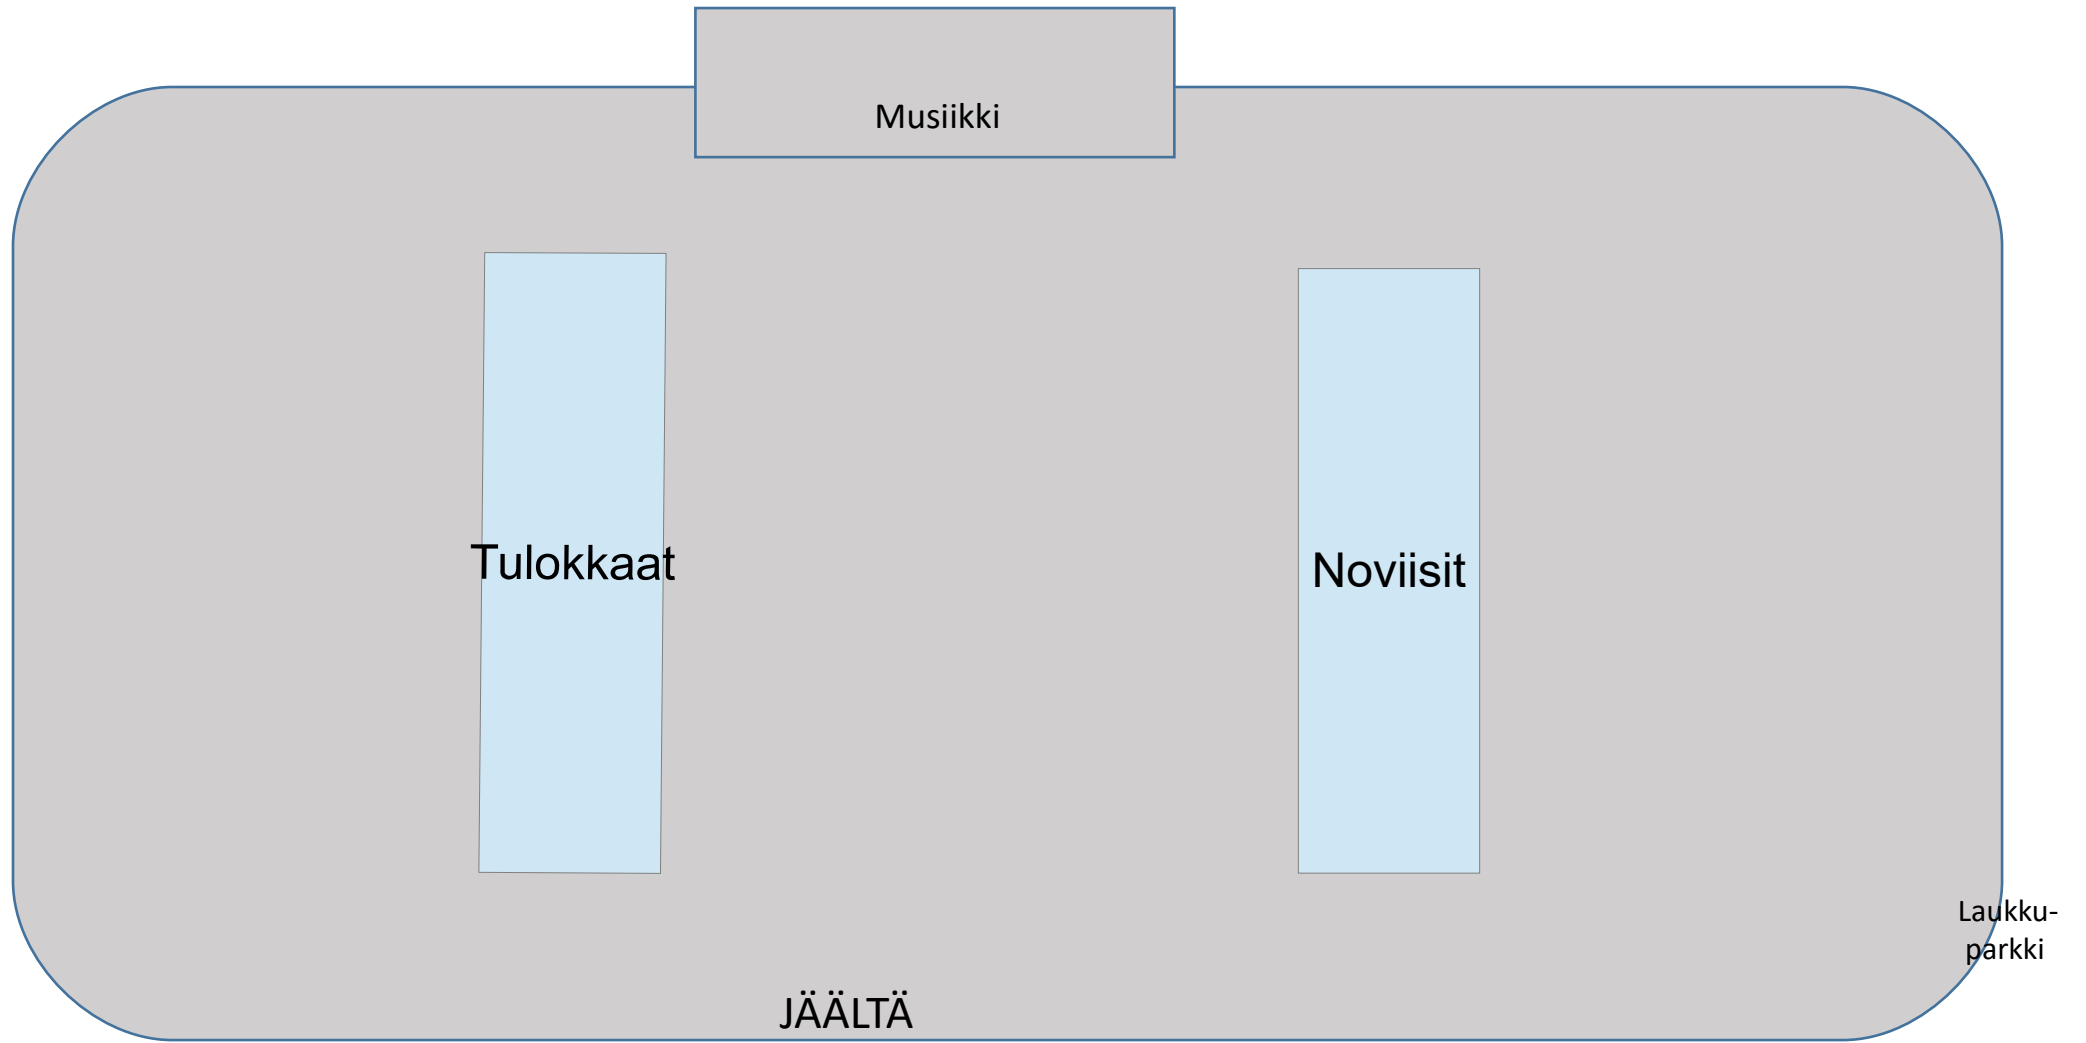 Musiikki
Tulokkaat
Noviisit
Laukku-
parkki
JÄÄLTÄ